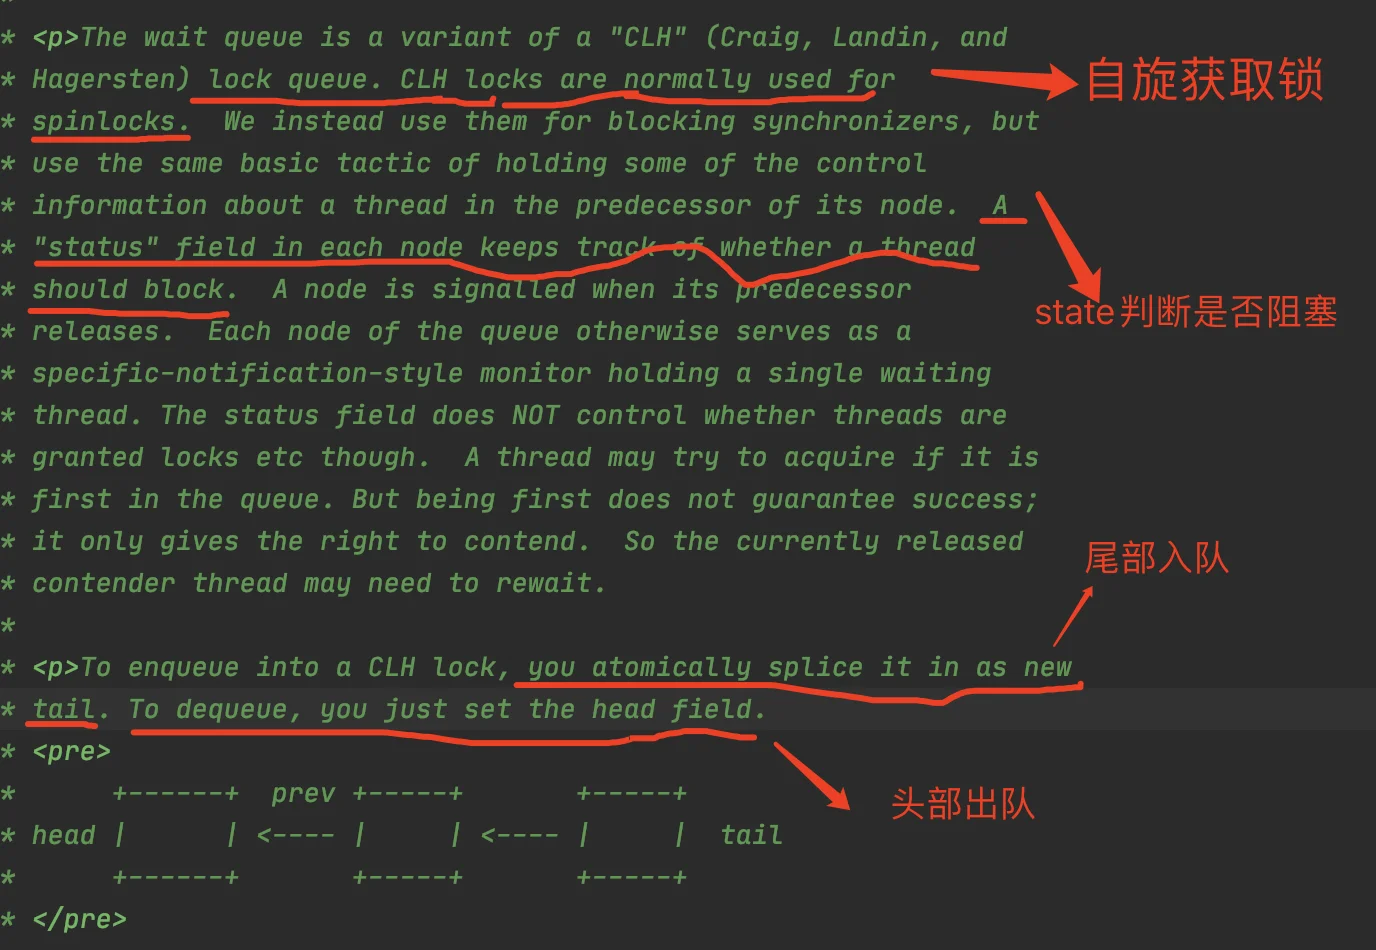 *
* <p>The wait queue is a variant of a "CLH" (Craig, Landin, and
* Hagersten) lock queue. CLH locks are normally used for
自旋获取锁
* spinlocks.  We instead use them for blocking synchronizers, but
* use the same basic tactic of holding some of the control
* information about a thread in the predecessor of its node.  A
* "status" field in each node keeps track of whether a thread
* should block.  A node is signalled when its predecessor
state判断是否阻塞
* releases.  Each node of the queue otherwise serves as a
* specific-notification-style monitor holding a single waiting
* thread. The status field does NOT control whether threads are
* granted locks etc though.  A thread may try to acquire if it is
* first in the queue. But being first does not guarantee success;
* it only gives the right to contend.  So the currently released
尾部入队
* contender thread may need to rewait.
*
* <p>To enqueue into a CLH lock, you atomically splice it in as new
* tail. To dequeue, you just set the head field.
* <pre>
*      +------+  prev +-----+       +-----+
头部出队
* head |      | <---- |     | <---- |     |  tail
*      +------+       +-----+       +-----+
* </pre>